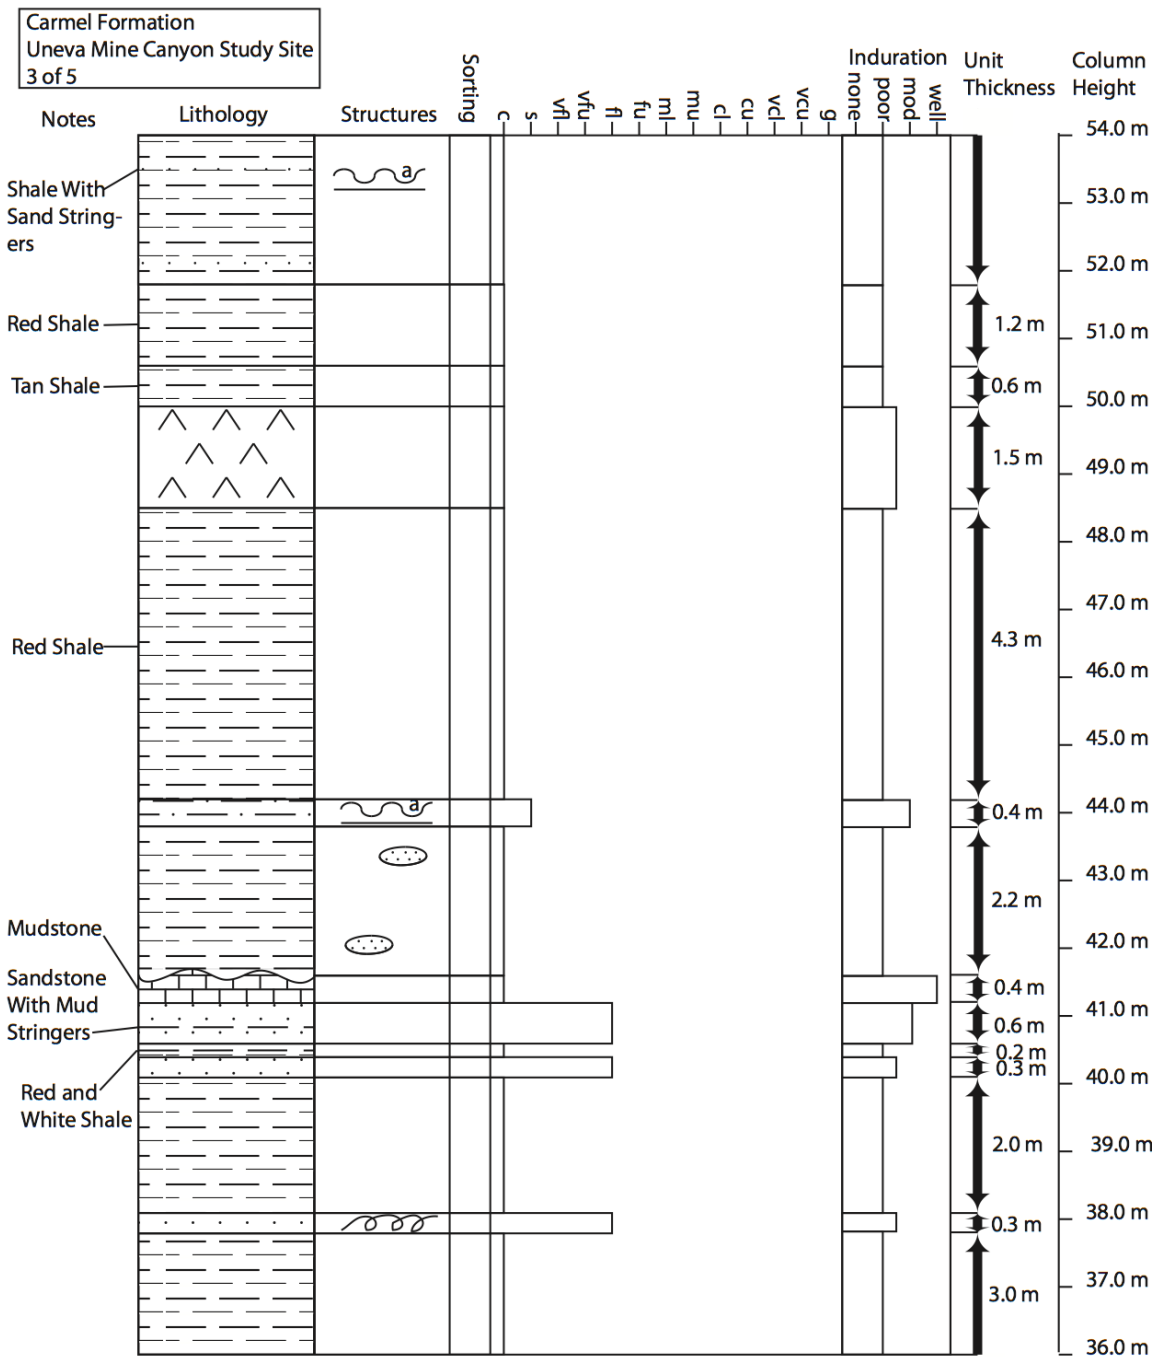 Carmel Formation
Uneva Mine Canyon Study Site
3 of 5
Notes
Lithology
Structures
Sorting
c
s
vfl
vfu
fl
fu
ml
mu
cl
cu
vcl
vcu
g
Induration
none
poor
mod
well
Unit
Thickness
Column
Height
54.0 m
53.0 m
52.0 m
51.0 m
50.0 m
49.0 m
48.0 m
47.0 m
46.0 m
45.0 m
44.0 m
43.0 m
42.0 m
41.0 m
40.0 m
39.0 m
38.0 m
37.0 m
36.0 m
Shale With
Sand String-
ers
a
Red Shale
1.2 m
Tan Shale
0.6 m
1.5 m
Red Shale
4.3 m
a
0.4 m
2.2 m
Mudstone
0.4 m
Sandstone
With Mud
Stringers
0.6 m
0.2 m
0.3 m
Red and
White Shale
2.0 m
0.3 m
3.0 m